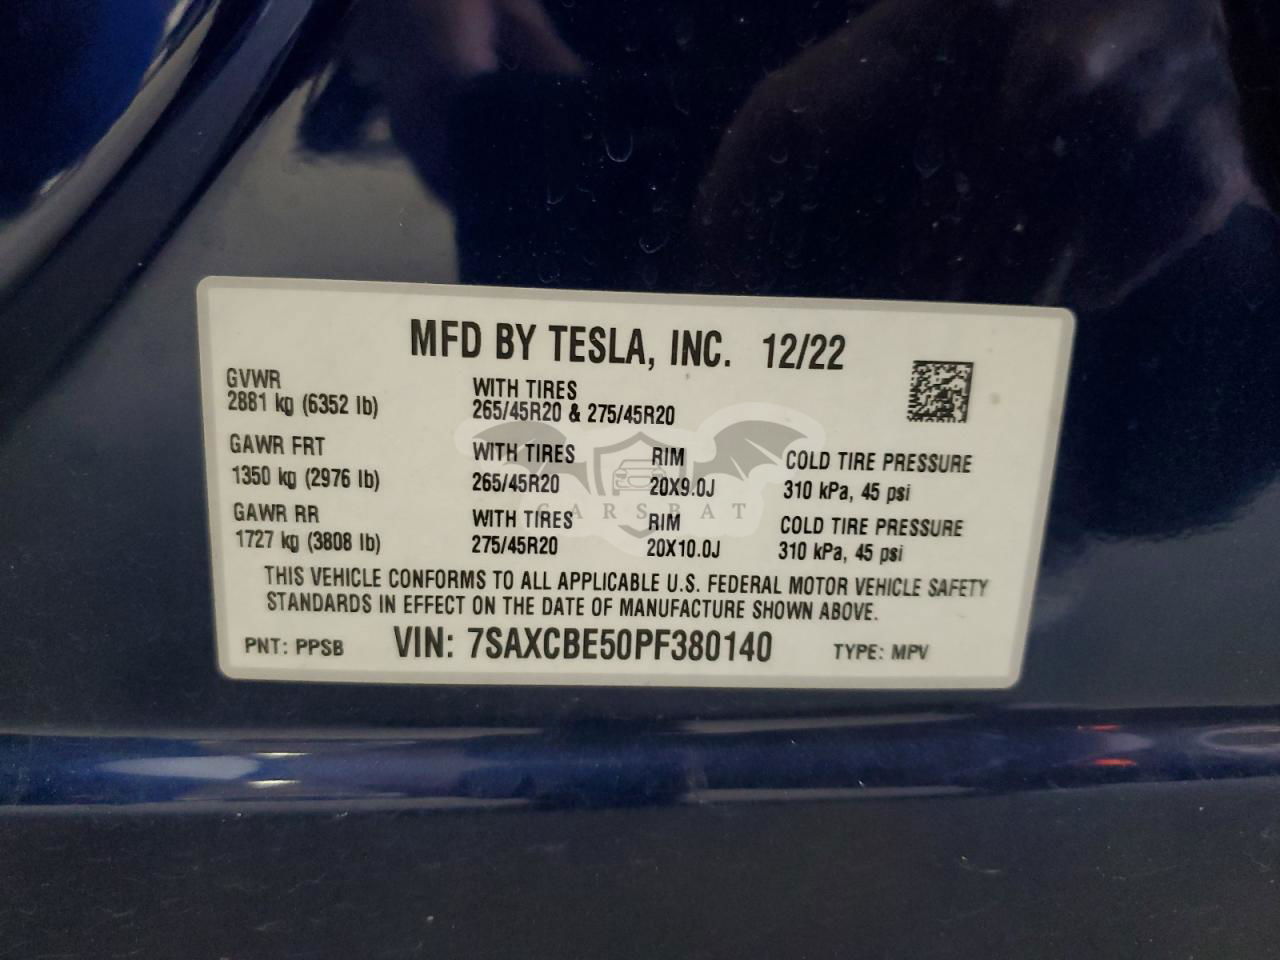 MFD BY TESLA, INC. 12/22
GVWR WITH TIRES
2881 kg (6352 lb) 265/45R20 & 275/45R20
GAWR FRT WITH TIRES RIM COLD TIRE PRESSURE
1350 kg (2976 lb) 265/45R20 20X9.0J 310 kPa, 45 psi
CARSBAT
GAWR RR WITH TIRES RIM COLD TIRE PRESSURE
1727 kg (3808 lb) 275/45R20 20X10.0J 310 kPa, 45 psi
THIS VEHICLE CONFORMS TO ALL APPLICABLE U.S. FEDERAL MOTOR VEHICLE SAFETY
STANDARDS IN EFFECT ON THE DATE OF MANUFACTURE SHOWN ABOVE.
PNT: PPSB VIN: 7SAXCBE50PF380140 TYPE: MPV